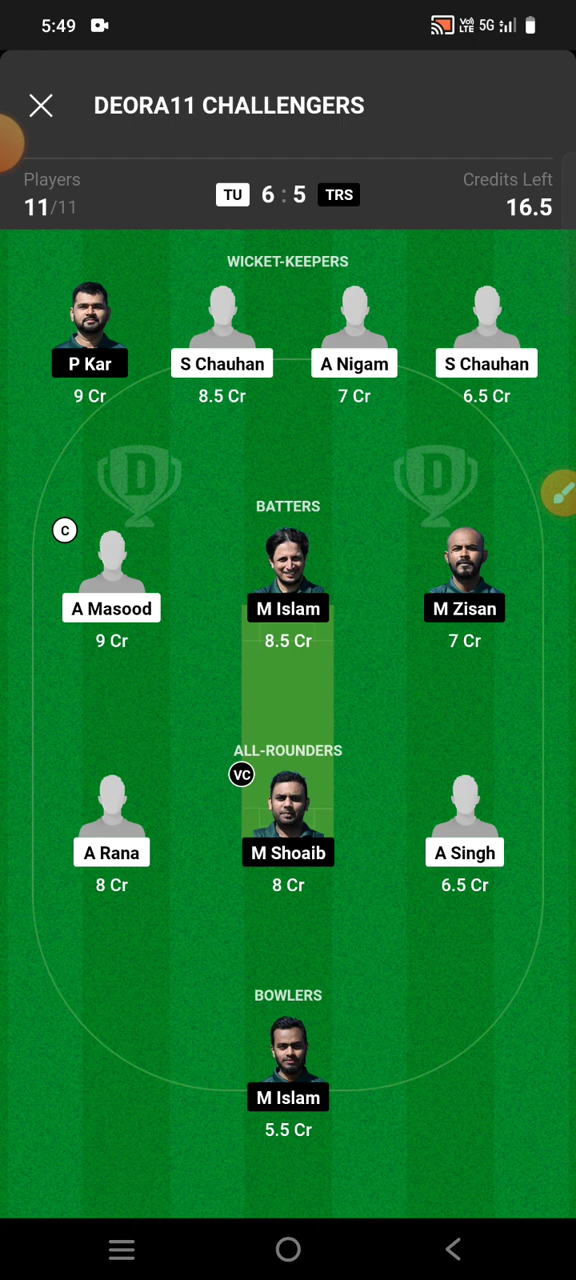 5:49
Vo) LTE 5G
DEORA11 CHALLENGERS
Players
Credits Left
11/11
TU 6 : 5 TRS
16.5
WICKET-KEEPERS
P Kar S Chauhan A Nigam S Chauhan
9 Cr 8.5 Cr 7 Cr 6.5 Cr
D D
BATTERS
C
A Masood M Islam M Zisan
9 Cr 8.5 Cr 7 Cr
ALL-ROUNDERS
VC
A Rana M Shoaib A Singh
8 Cr 8 Cr 6.5 Cr
BOWLERS
M Islam
5.5 Cr